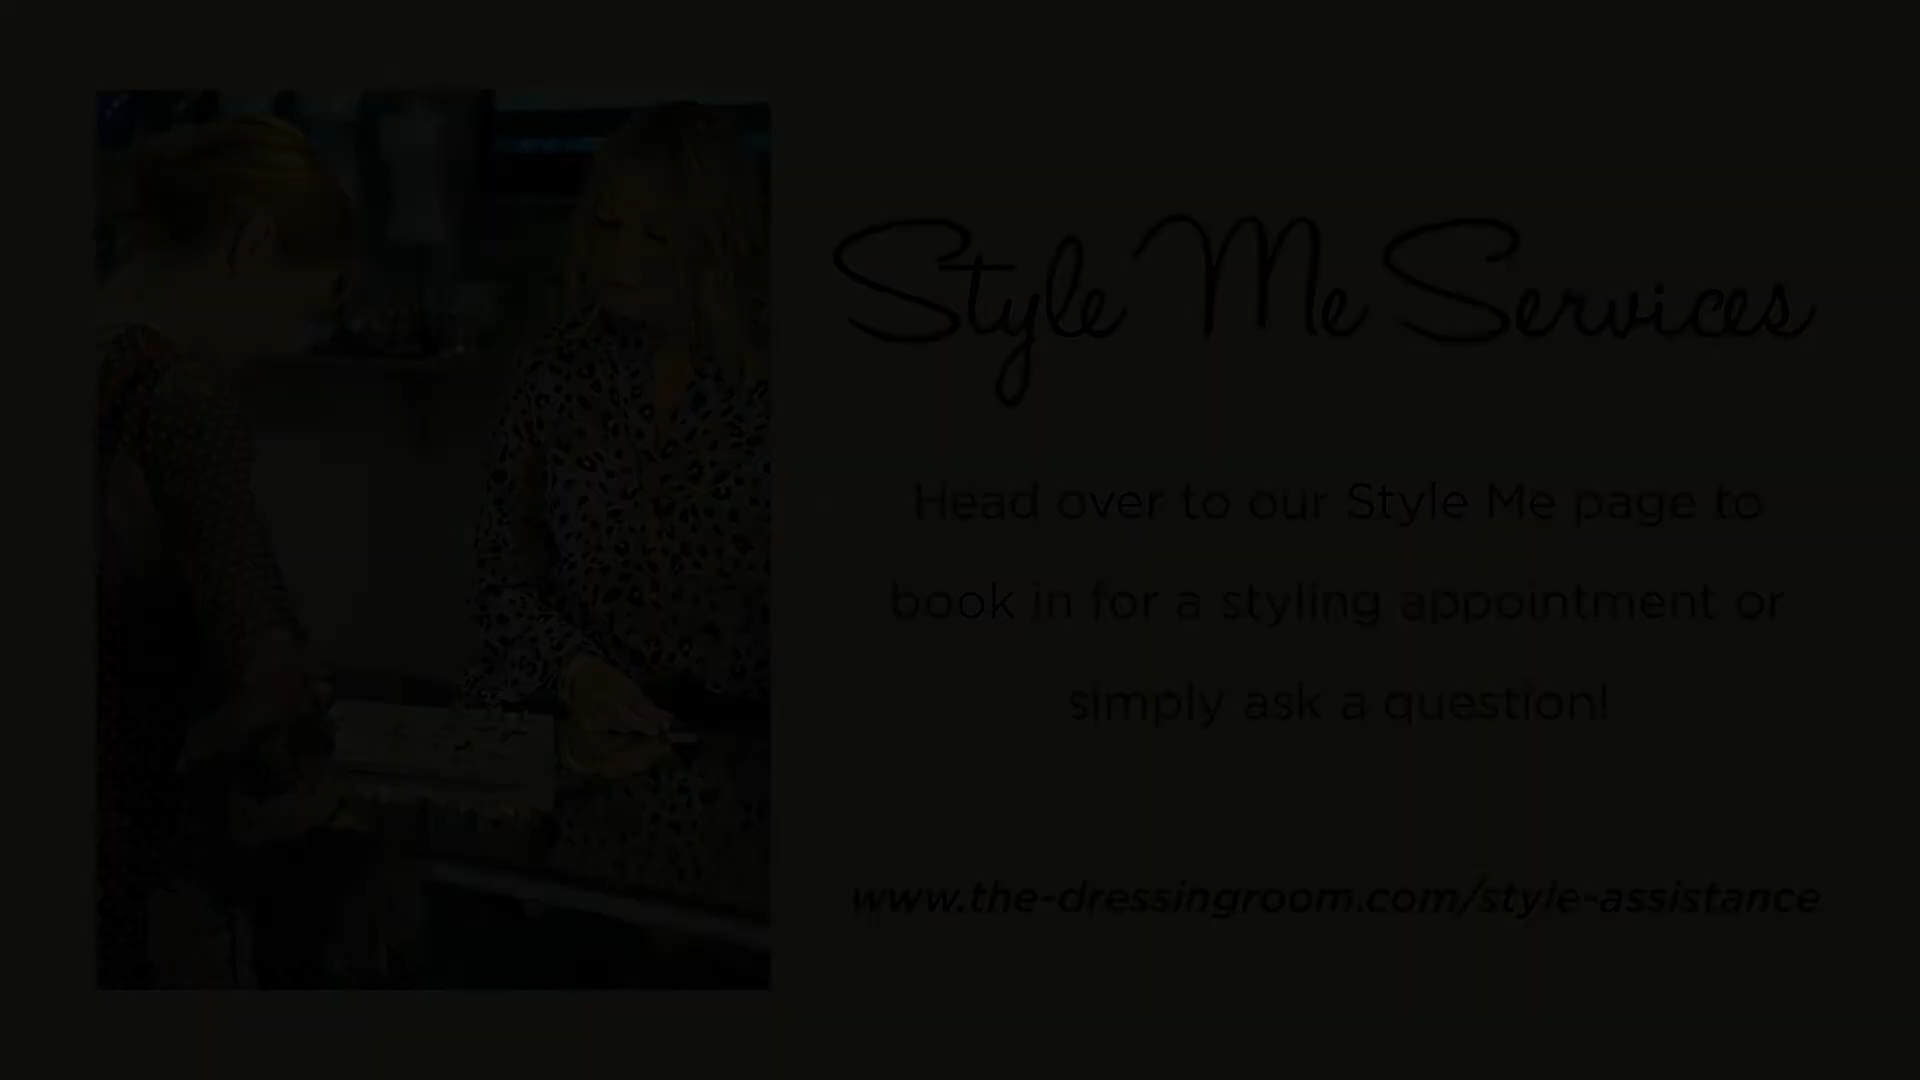 Style Me Services
Head over to our Style Me page to
book in for a styling appointment or
simply ask a question!
www.the-dressingroom.com/style-assistance